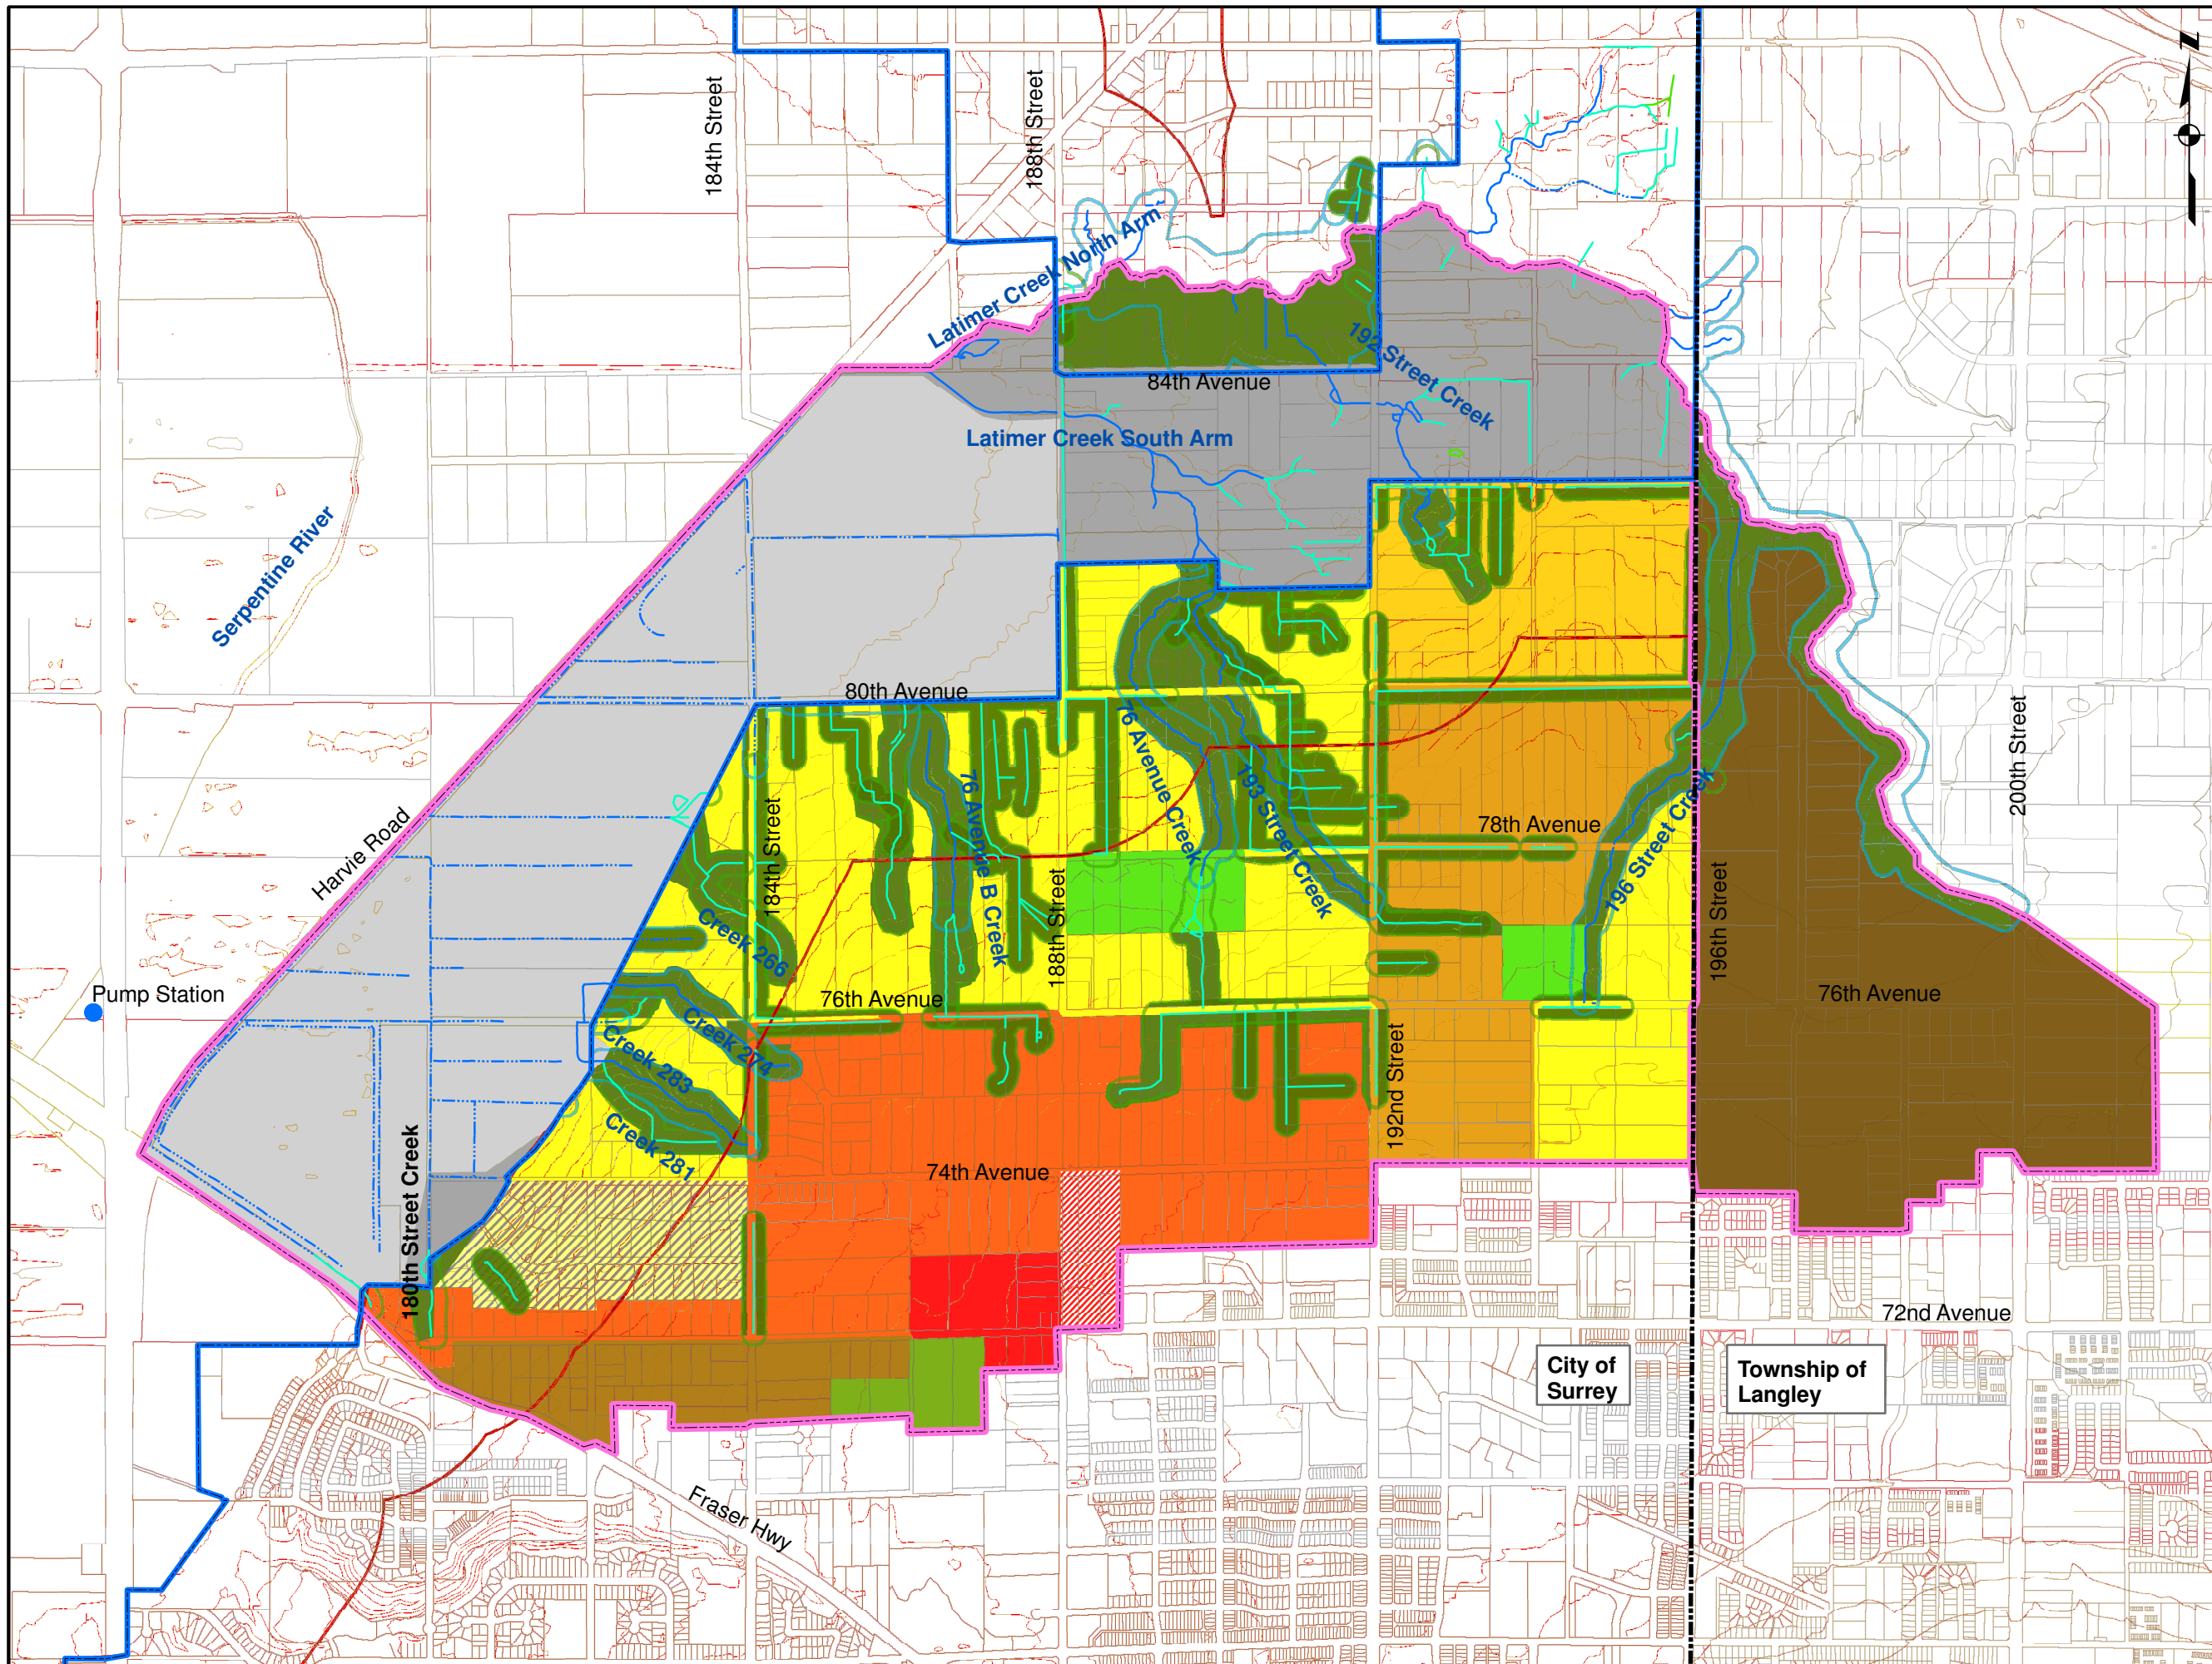 N
184th Street
188th Street
Latimer Creek North Arm
192 Street Creek
84th Avenue
Latimer Creek South Arm
Serpentine River
80th Avenue
200th Street
76 Avenue Creek
193 Street Creek
76 Avenue B Creek
196 Street Creek
78th Avenue
Harvie Road
184th Street
188th Street
196th Street
Creek 266
Pump Station
76th Avenue
76th Avenue
Creek 274
Creek 283
192nd Street
Creek 281
74th Avenue
180th Street Creek
72nd Avenue
City of
Surrey
Township of
Langley
Fraser Hwy